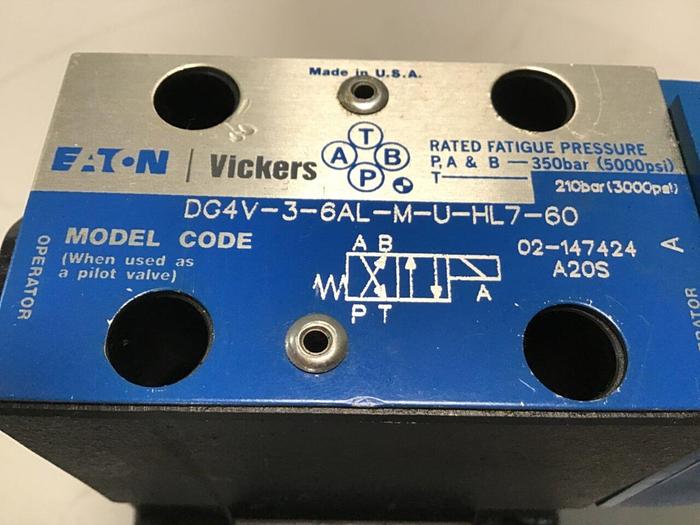 Made in U.S.A.
EATON Vickers
T
A B
P
RATED FATIGUE PRESSURE
P, A & B — 350bar (5000psi)
T— 210bar (3000psi)
DG4V-3-6AL-M-U-HL7-60
MODEL CODE
(When used as
a pilot valve)
OPERATOR
A B
P T
A
02-147424
A20S
A